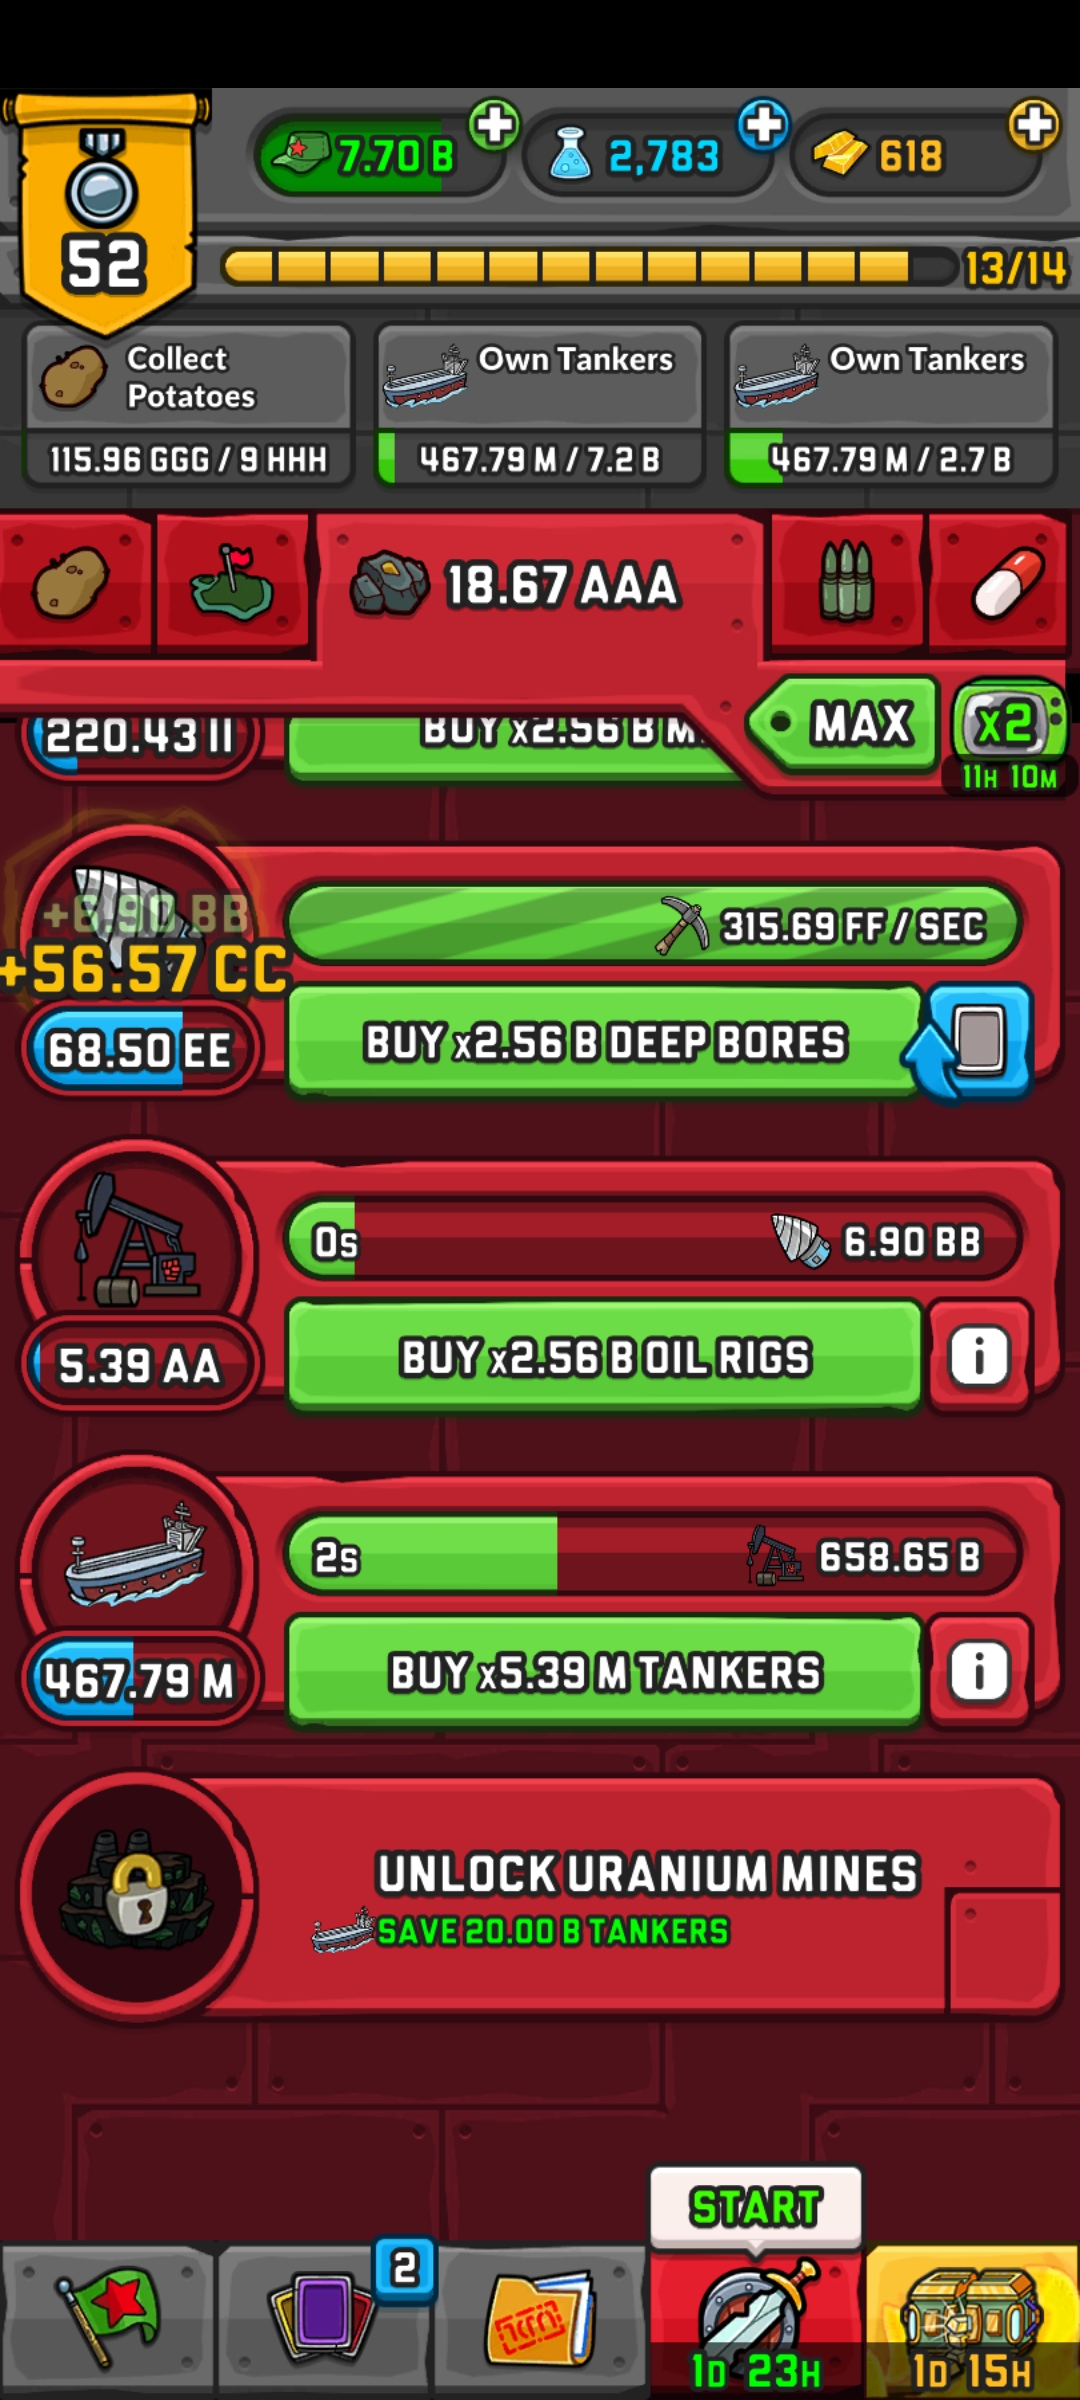 7.70 B
2,783
618
52
13/14
Collect
Potatoes
Own Tankers
Own Tankers
115.96 GGG / 9 HHH
467.79 M / 7.2 B
467.79 M / 2.7 B
18.67 AAA
MAX
X2
11H 10M
220.43 II
BUY x2.56 B M
+6.90 BB
+56.57 CC
315.69 FF / SEC
68.50 EE
BUY x2.56 B DEEP BORES
0s
6.90 BB
5.39 AA
BUY x2.56 B OIL RIGS
i
2s
658.65 B
467.79 M
BUY x5.39 M TANKERS
i
UNLOCK URANIUM MINES
SAVE 20.00 B TANKERS
START
2
1D 23H
1D 15H